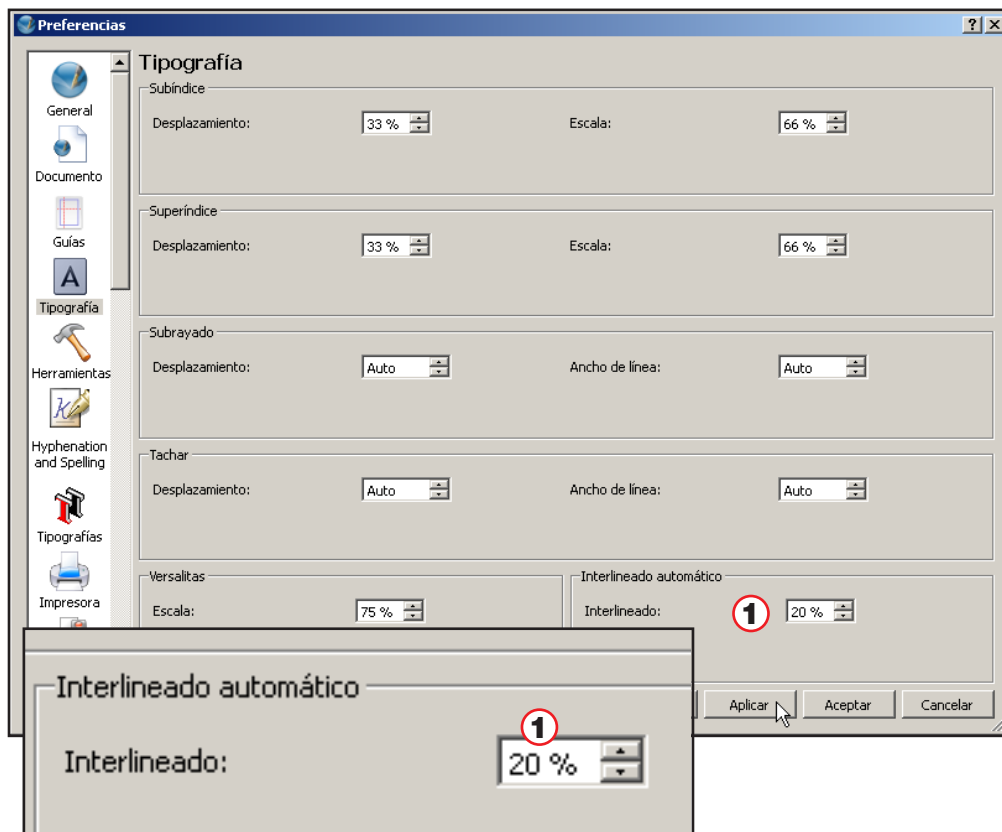 Preferencias
General
Documento
Guías
Tipografía
Herramientas
Hyphenation
and Spelling
Tipografías
Impresora
Tipografía
Subíndice
Desplazamiento: 33 % Escala: 66 %
Superíndice
Desplazamiento: 33 % Escala: 66 %
Subrayado
Desplazamiento: Auto Ancho de línea: Auto
Tachar
Desplazamiento: Auto Ancho de línea: Auto
Versalitas
Escala: 75 %
Interlineado automático
Interlineado: 1 20 %
Aplicar Aceptar Cancelar
Interlineado automático
1
Interlineado: 20 %